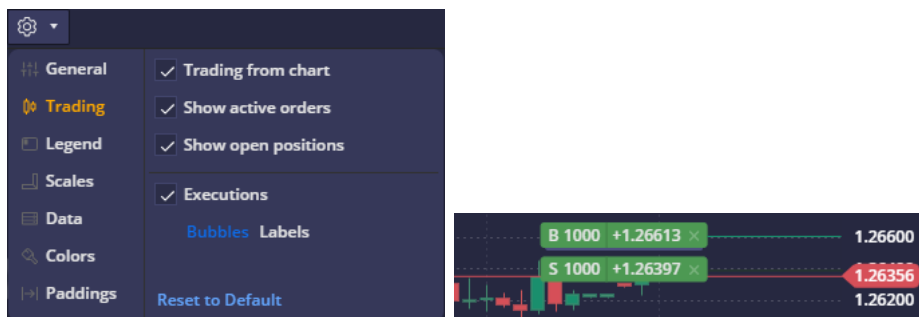 General
Trading
Legend
Scales
Data
Colors
Paddings
Trading from chart
Show active orders
Show open positions
Executions
Bubbles Labels
Reset to Default
B 1000 +1.26613 ×
S 1000 +1.26397 ×
1.26600
1.26356
1.26200